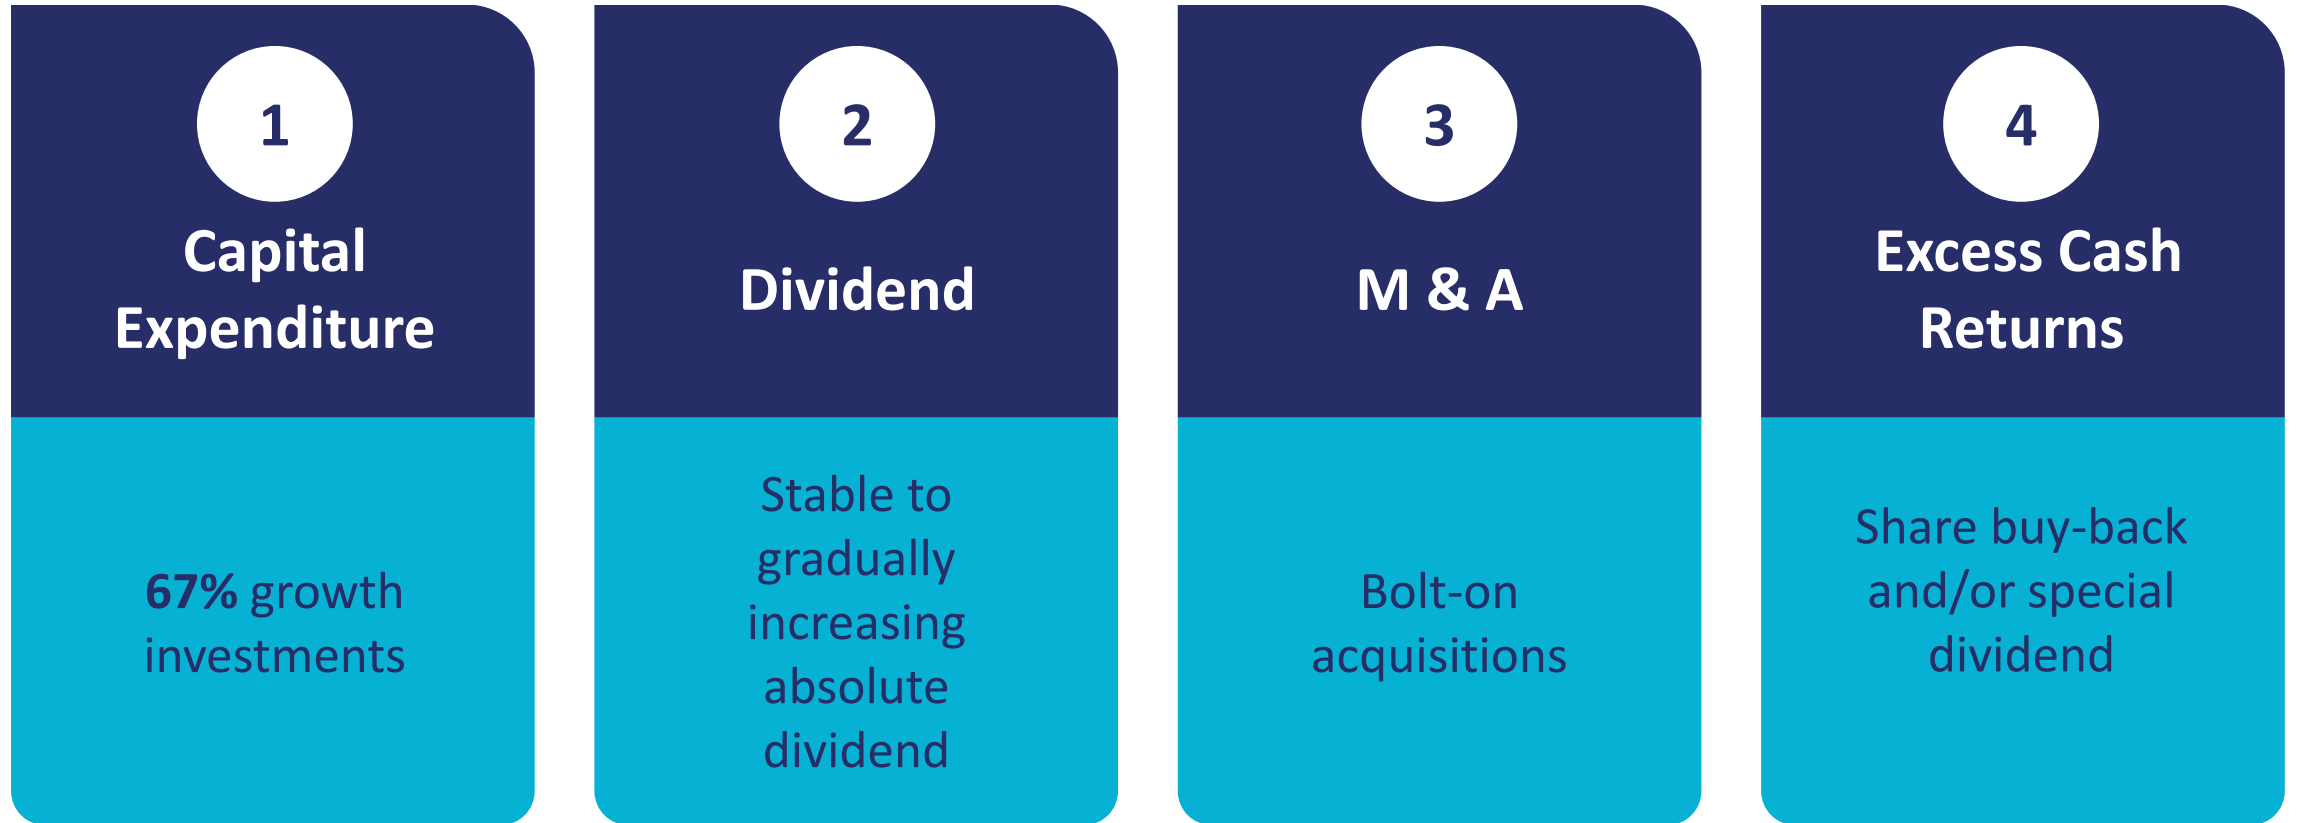 1
Capital
Expenditure
67% growth
investments
2
Dividend
Stable to
gradually
increasing
absolute
dividend
3
M & A
Bolt-on
acquisitions
4
Excess Cash
Returns
Share buy-back
and/or special
dividend